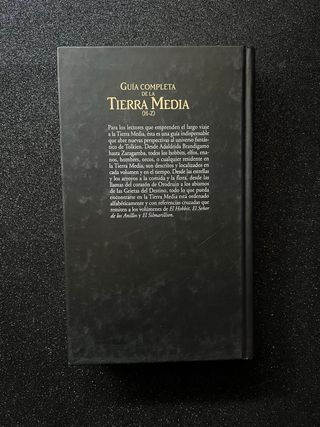 GUÍA COMPLETA
DE LA
TIERRA MEDIA
(H-Z)
Para los lectores que emprenden el largo viaje
a la Tierra Media, ésta es una guía indispensable
que abre nuevas perspectivas al universo fantás-
tico de Tolkien. Desde Adaldrida Brandigamo
hasta Zaragamba, todos los hobbits, elfos, ena-
nos, hombres, orcos, o cualquier residente en
la Tierra Media, son descritos y localizados en
cada volumen y en el tiempo. Desde las estrellas
y los arroyos a la comida y la flora, desde las
llamas del corazón de Orodruin a los abismos
de las Grietas del Destino, todo lo que pueda
encontrarse en la Tierra Media está ordenado
alfabéticamente y con referencias cruzadas que
remiten a los volúmenes de El Hobbit, El Señor
de los Anillos y El Silmarillion.